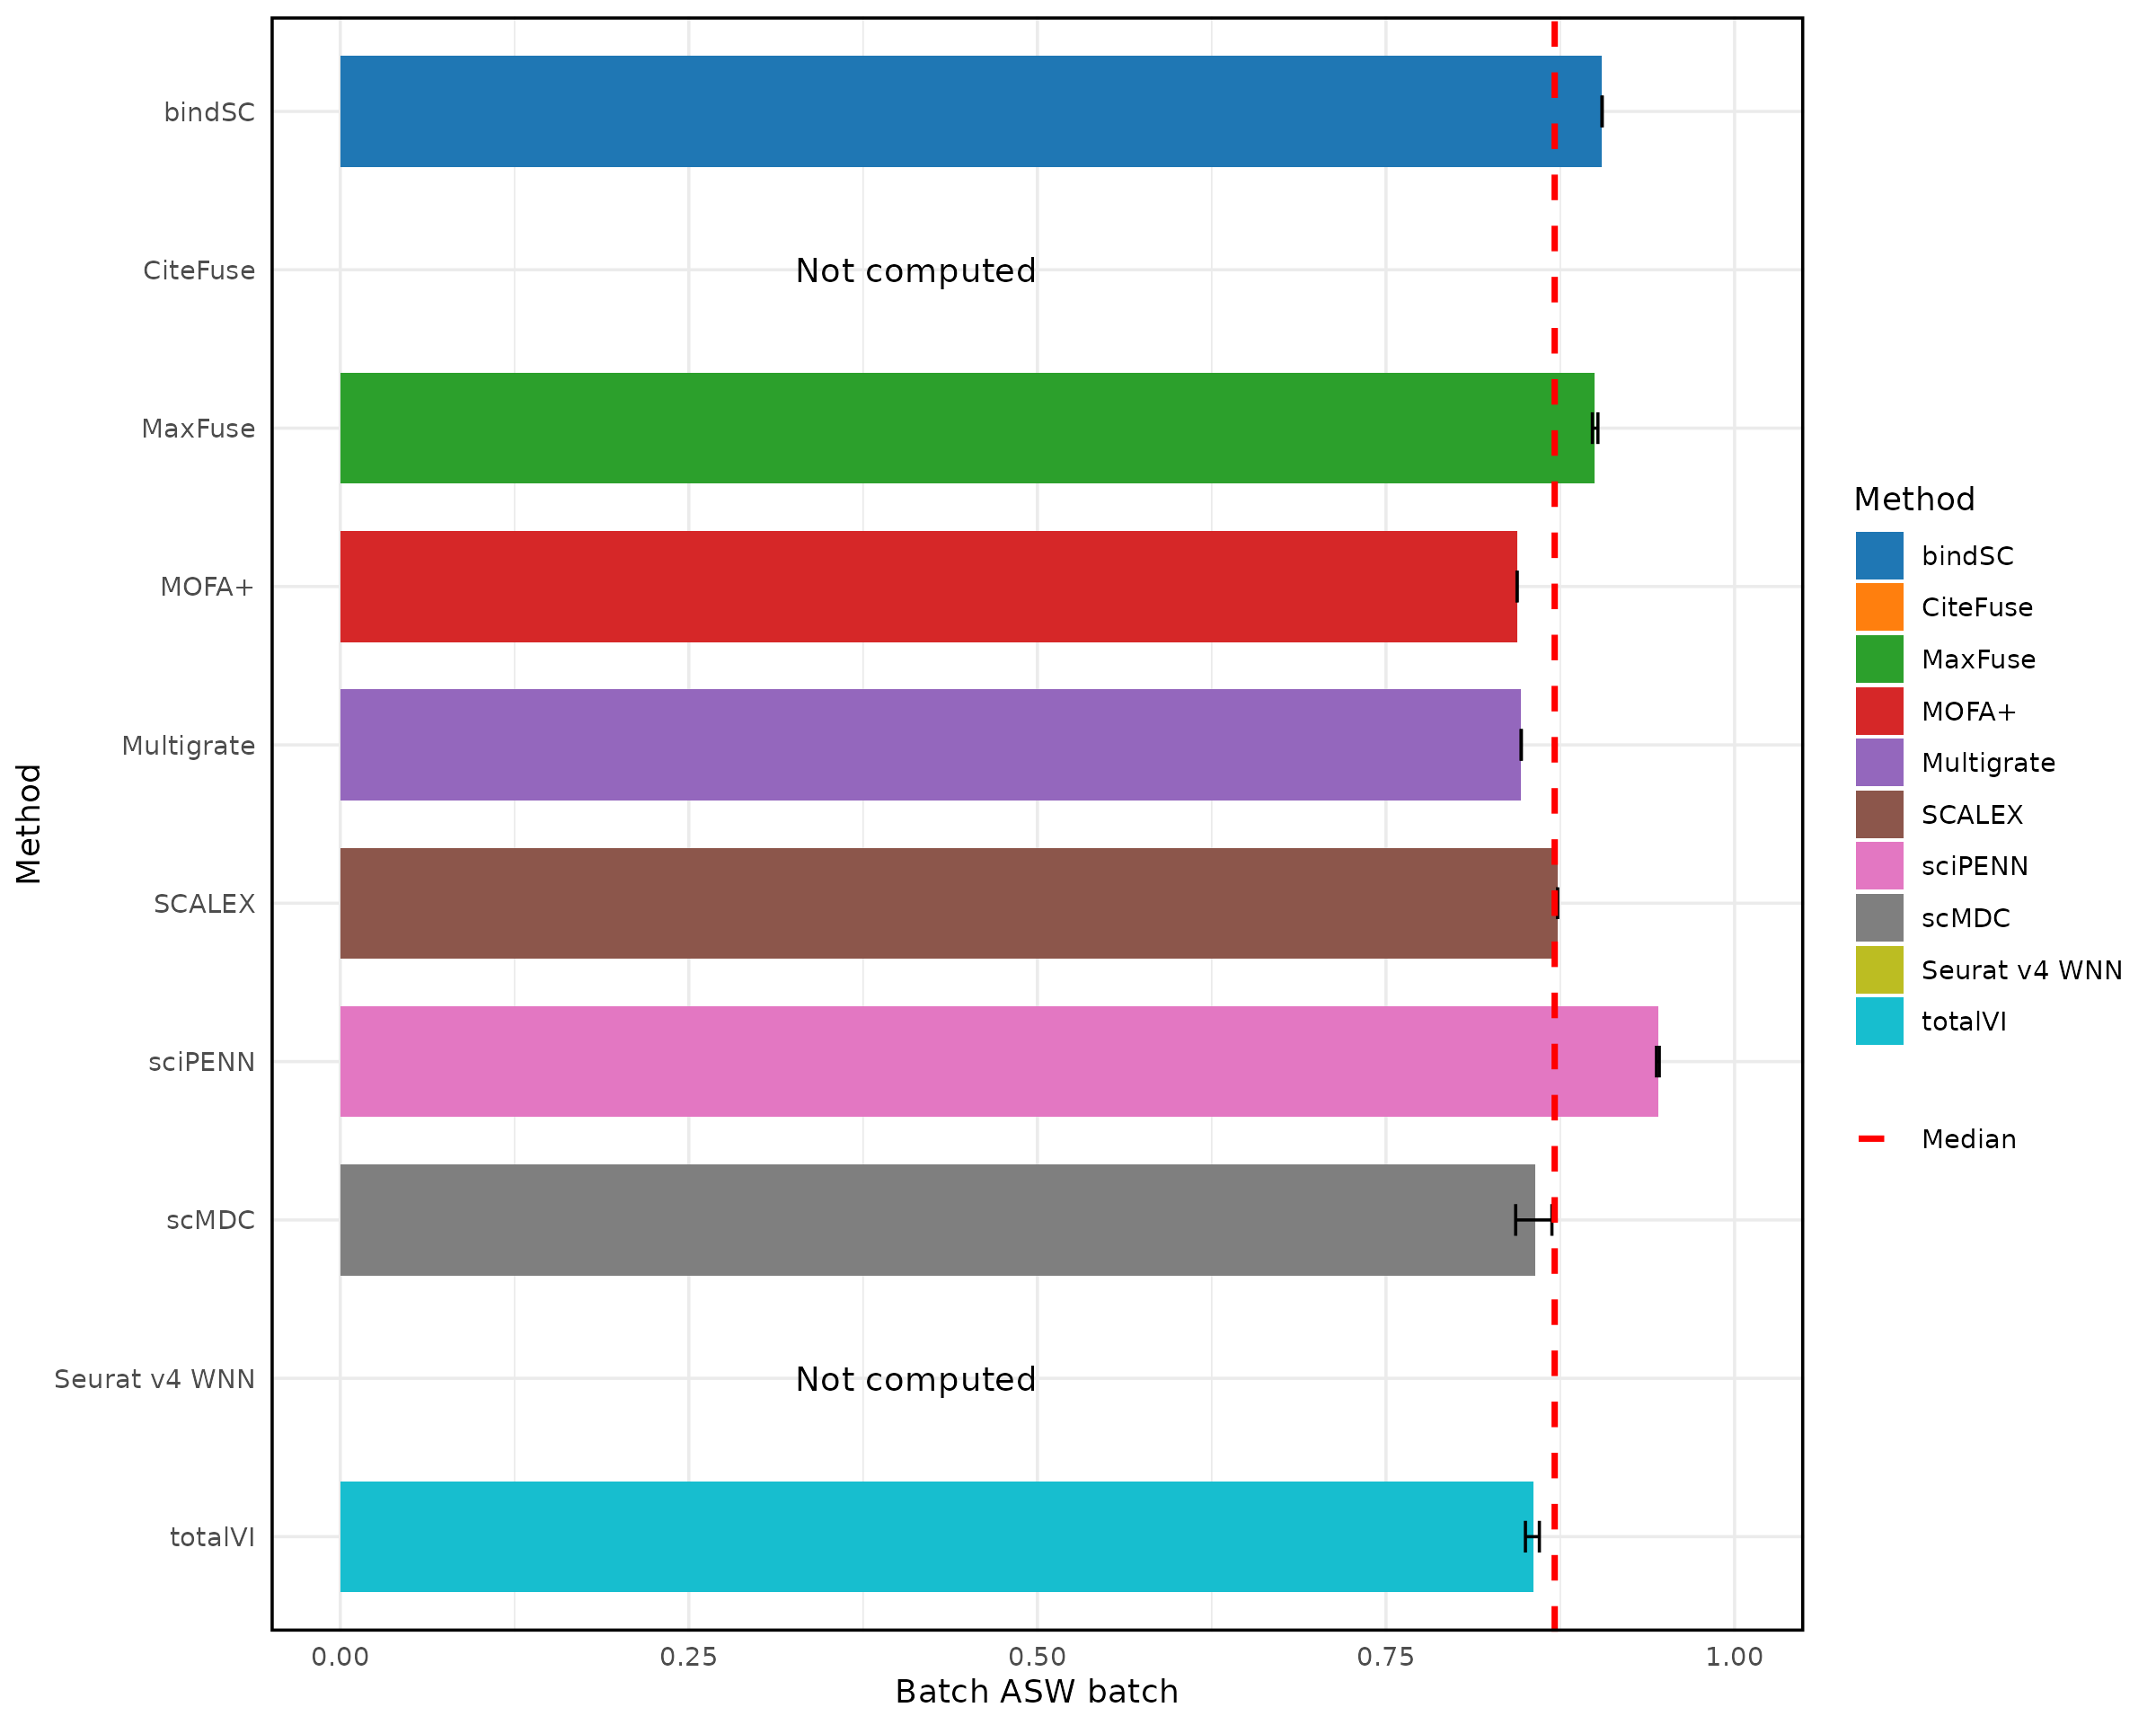 bindSC
CiteFuse
MaxFuse
MOFA+
Multigrate
SCALEX
sciPENN
scMDC
Seurat v4 WNN
totalVI
Method
Not computed
Not computed
0.00
0.25
0.50
0.75
1.00
Batch ASW batch
Method
bindSC
CiteFuse
MaxFuse
MOFA+
Multigrate
SCALEX
sciPENN
scMDC
Seurat v4 WNN
totalVI
Median